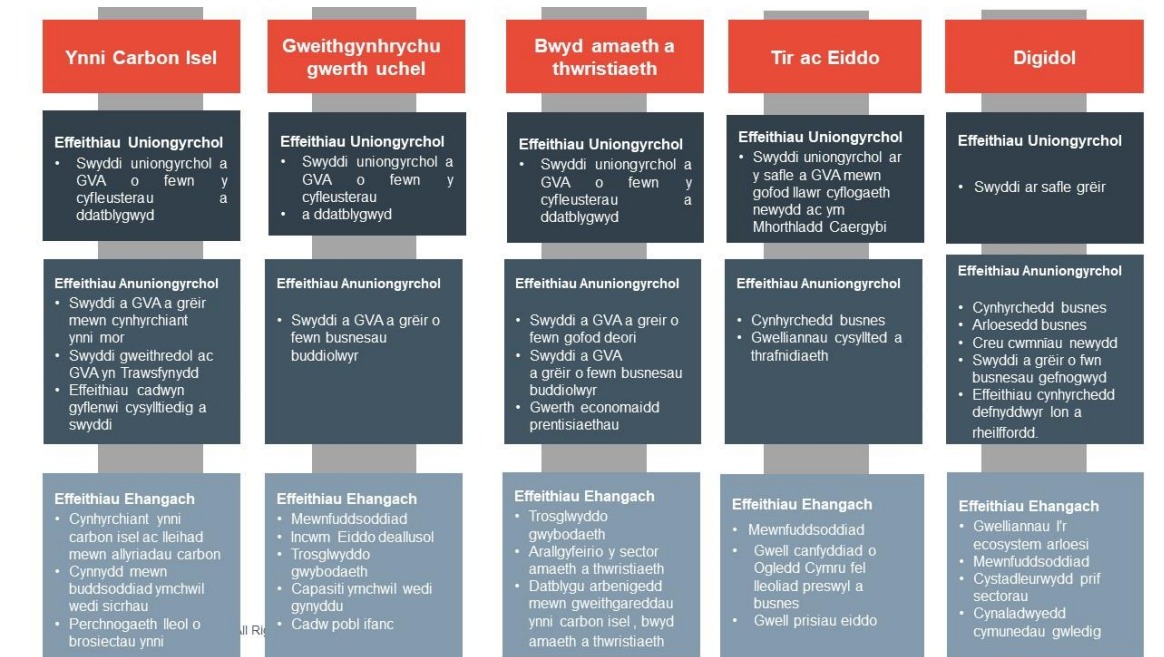 Ynni Carbon Isel
Gweithgynhrychu
gwerth uchel
Bwyd amaeth a
thwristiaeth
Tir ac Eiddo
Digidol
Effeithiau Uniongyrchol
• Swyddi uniongyrchol a
GVA o fewn y
cyfleusterau a
ddatblygwyd
Effeithiau Uniongyrchol
• Swyddi uniongyrchol a
GVA o fewn y
cyfleusterau
• a ddatblygwyd
Effeithiau Uniongyrchol
• Swyddi uniongyrchol a
GVA o fewn y
cyfleusterau a
ddatblygwyd
Effeithiau Uniongyrchol
• Swyddi uniongyrchol ar
y safle a GVA mewn
gofod llawr cyflogaeth
newydd ac ym
Mhorthladd Caergybi
Effeithiau Uniongyrchol
• Swyddi ar safle grëir
Effeithiau Anuniongyrchol
• Swyddi a GVA a grëir
mewn cynhyrchiant
ynni mor
• Swyddi gweithredol ac
GVA yn Trawsfynydd
• Effeithiau cadwyn
gyflenwi cysylltiedig a
swyddi
Effeithiau Anuniongyrchol
• Swyddi a GVA a grëir o
fewn busnesau
buddiolwyr
Effeithiau Anuniongyrchol
• Swyddi a GVA a greir o
fewn gofod deori
• Swyddi a GVA
a grëir o fewn busnesau
buddiolwyr
• Gwerth economaidd
prentisiaethau
Effeithiau Anuniongyrchol
• Cynhyrchedd busnes
• Gwelliannau cysyllted a
thrafnidiaeth
Effeithiau Anuniongyrchol
• Cynhyrchedd busnes
• Arloesedd busnes
• Creu cwmnïau newydd
• Swyddi a grëir o fwn
busnesau gefnogwyd
• Effeithiau cynhyrchedd
defnyddwyr lon a
rheilffordd.
Effeithiau Ehangach
• Cynhyrchiant ynni
carbon isel ac lleihad
mewn allyriadau carbon
• Cynnydd mewn
buddsoddiad ymchwil
wedi sicrhau
• Perchnogaeth lleol o
brosiectau ynni
Effeithiau Ehangach
• Mewnfuddsoddiad
• Incwm Eiddo deallusol
• Trosglwyddo
gwybodaeth
• Capasiti ymchwil wedi
gynyddu
• Cadw pobl ifanc
Effeithiau Ehangach
• Trosglwyddo
gwybodaeth
• Arallgyfeirio y sector
amaeth a thwristiaeth
• Datblygu arbenigedd
mewn gweithgareddau
ynni carbon isel , bwyd
amaeth a thwristiaeth
Effeithiau Ehangach
• Mewnfuddsoddiad
• Gwell canfyddiad o
Ogledd Cymru fel
lleoliad preswyl a
busnes
• Gwell prisiau eiddo
Effeithiau Ehangach
• Gwelliannau I'r
ecosystem arloesi
• Mewnfuddsoddiad
• Cystadleurwydd prif
sectorau
• Cynaladwyedd
cymunedau gwledig